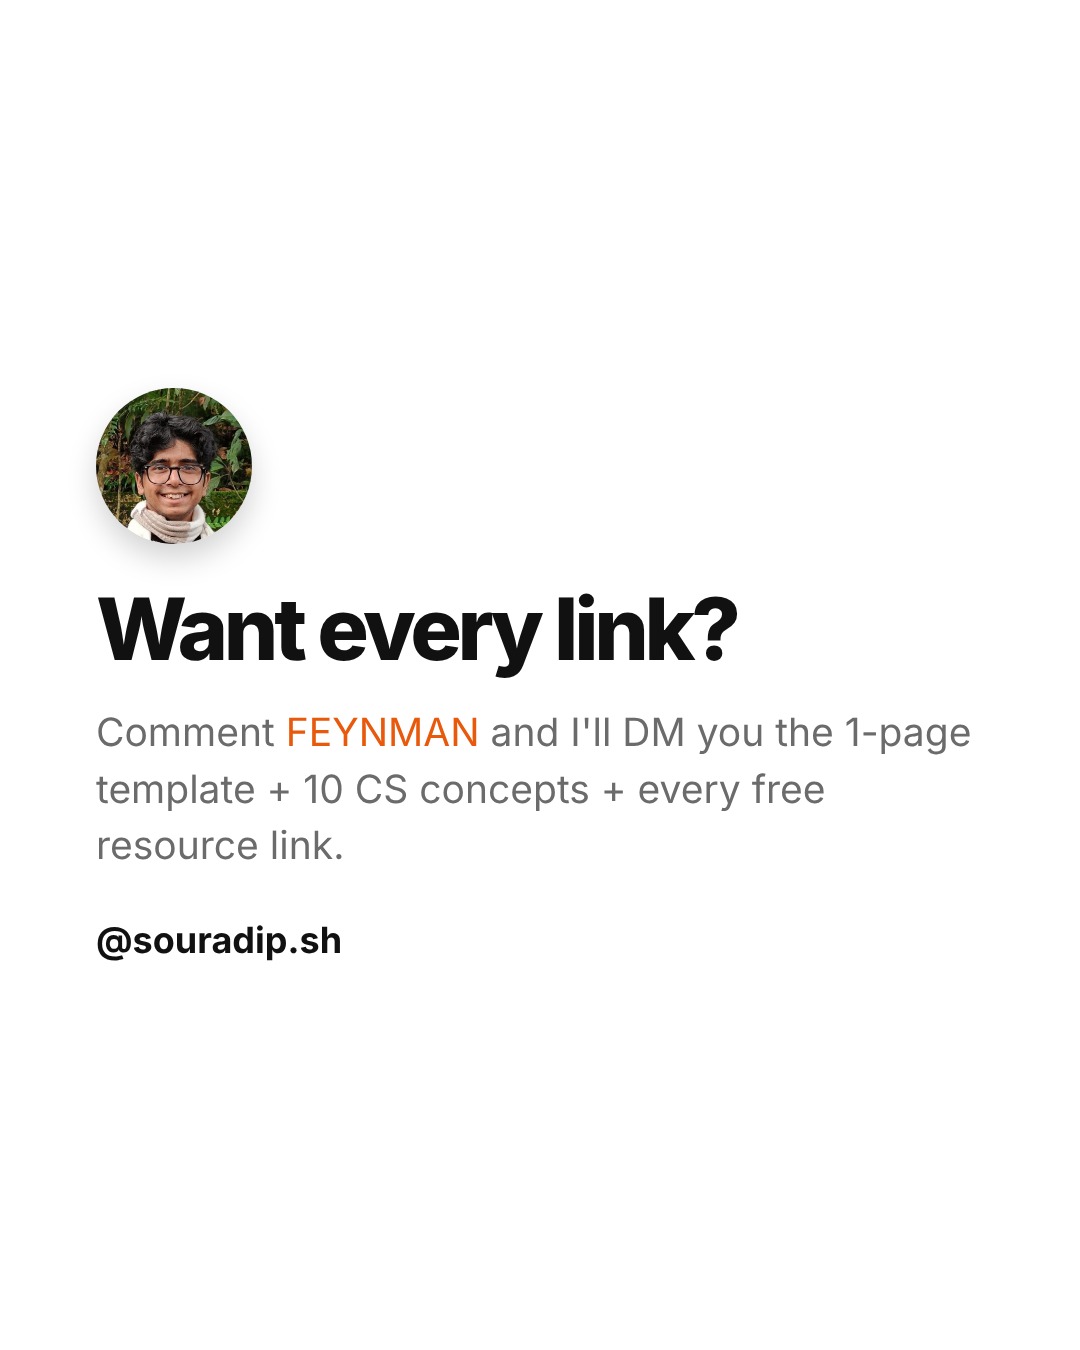 Want every link?
Comment FEYNMAN and I'll DM you the 1-page
template + 10 CS concepts + every free
resource link.
@souradip.sh